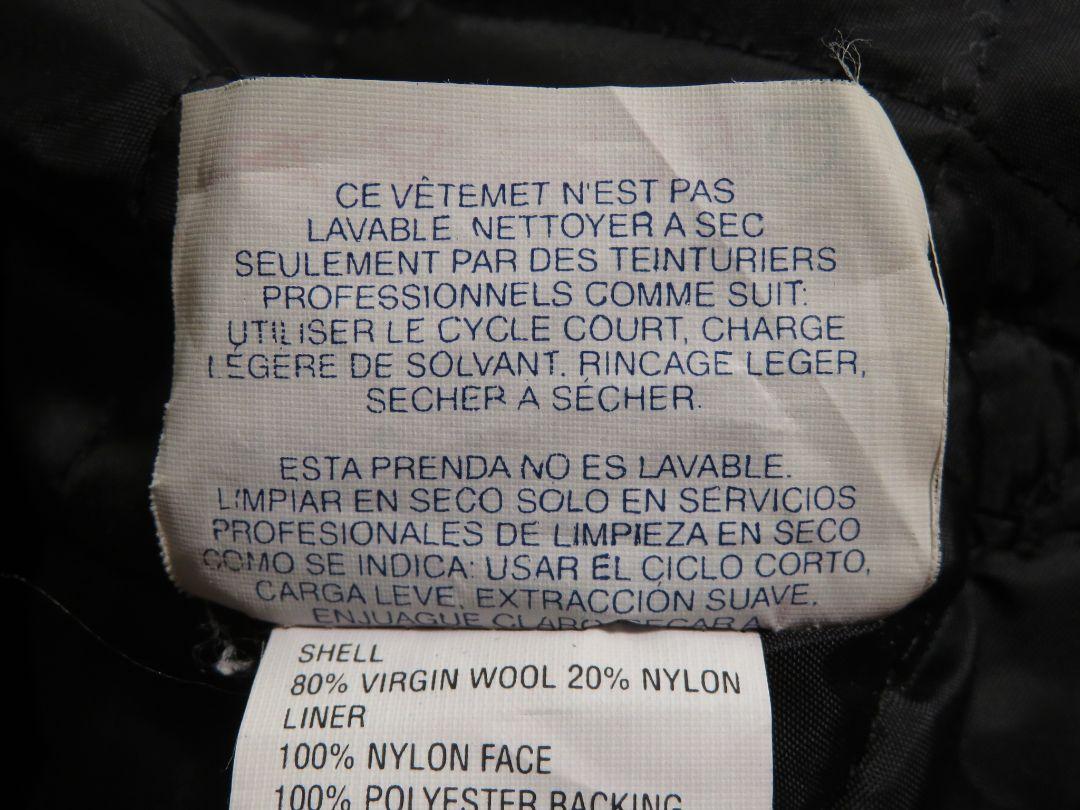 CE VÊTEMET N'EST PAS
LAVABLE. NETTOYER A SEC
SEULEMENT PAR DES TEINTURIERS
PROFESSIONNELS COMME SUIT:
UTILISER LE CYCLE COURT, CHARGE
LÉGÈRE DE SOLVANT. RINCAGE LEGER,
SECHER A SÉCHER.
ESTA PRENDA NO ES LAVABLE.
LIMPIAR EN SECO SOLO EN SERVICIOS
PROFESIONALES DE LIMPIEZA EN SECO
COMO SE INDICA: USAR EL CICLO CORTO,
CARGA LEVE, EXTRACCIÓN SUAVE,
ENJUAGUE CLARO SECAR A
SHELL
80% VIRGIN WOOL 20% NYLON
LINER
100% NYLON FACE
100% POLYESTER BACKING